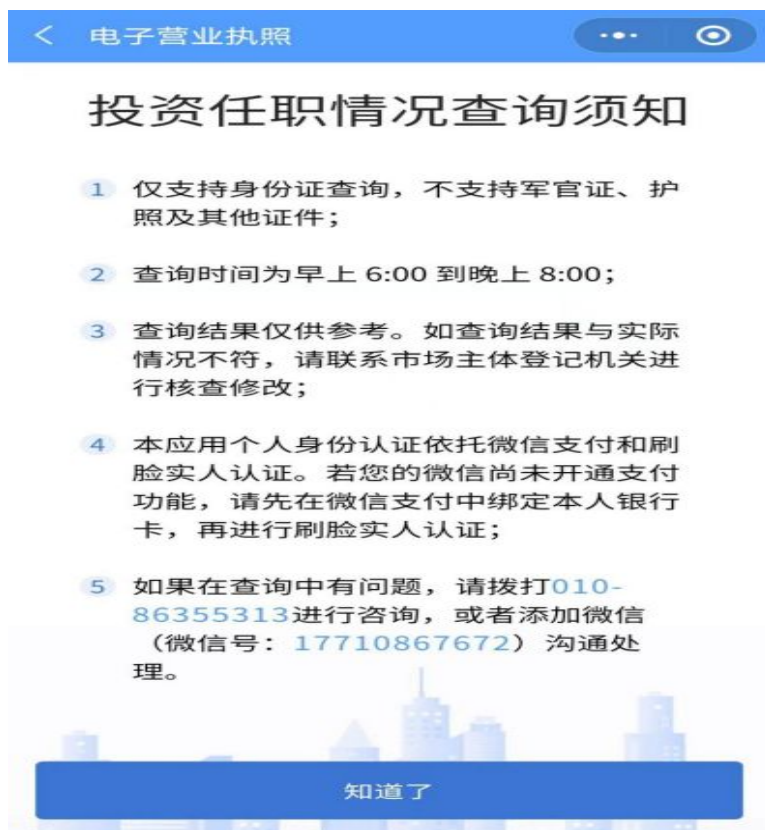 电子营业执照
投资任职情况查询须知
1 仅支持身份证查询，不支持军官证、护
照及其他证件；
2 查询时间为早上 6:00 到晚上 8:00；
3 查询结果仅供参考。如查询结果与实际
情况不符，请联系市场主体登记机关进
行核查修改；
4 本应用个人身份认证依托微信支付和刷
脸实人认证。若您的微信尚未开通支付
功能，请先在微信支付中绑定本人银行
卡，再进行刷脸实人认证；
5 如果在查询中有问题，请拨打010-
86355313进行咨询，或者添加微信
（微信号：17710867672）沟通处
理。
知道了